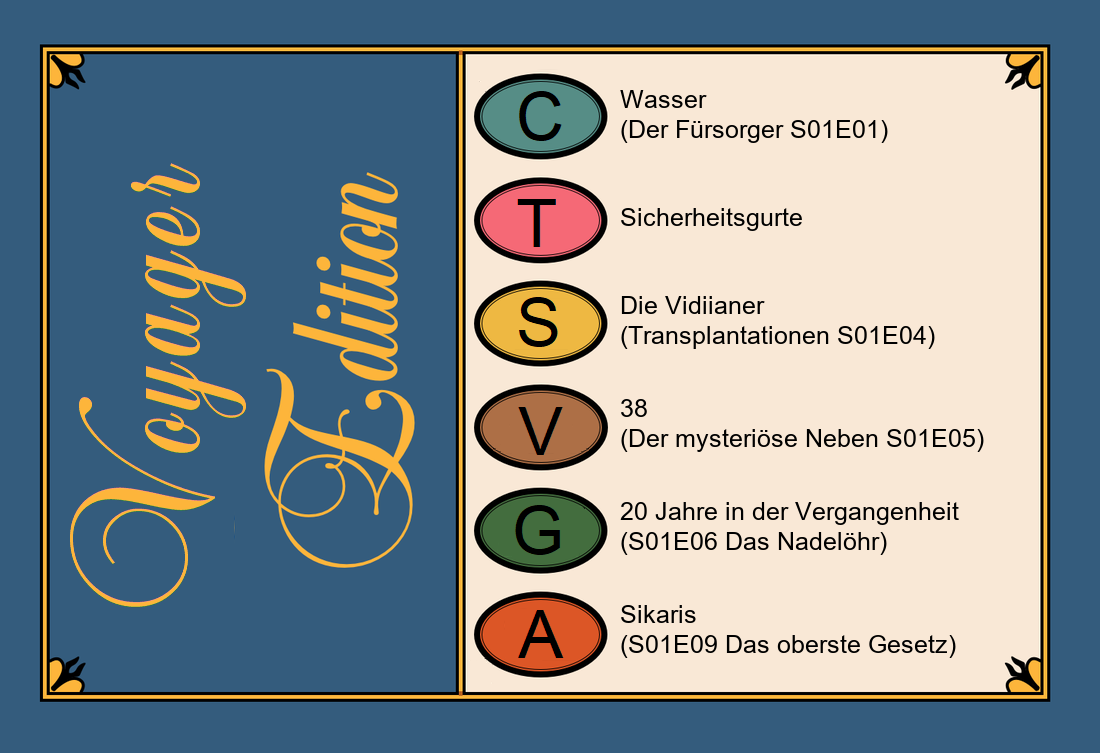 Voyager
Edition
C
Wasser
(Der Fürsorger S01E01)
T
Sicherheitsgurte
S
Die Vidiianer
(Transplantationen S01E04)
V
38
(Der mysteriöse Neben S01E05)
G
20 Jahre in der Vergangenheit
(S01E06 Das Nadelöhr)
A
Sikaris
(S01E09 Das oberste Gesetz)